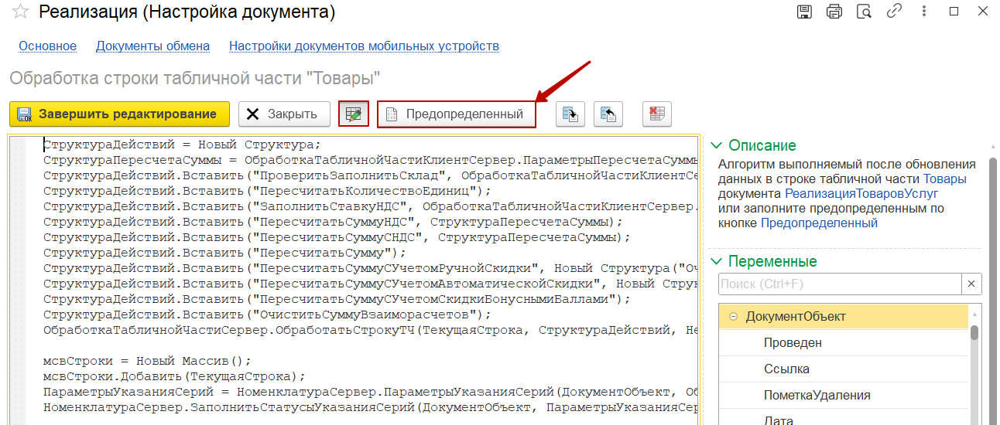 Реализация (Настройка документа)
Основное Документы обмена Настройки документов мобильных устройств
Обработка строки табличной части "Товары"
Завершить редактирование Закрыть Предопределенный
СтруктураДействий = Новый Структура;
СтруктураПересчетаСуммы = ОбработкаТабличнойЧастиКлиентСервер.ПараметрыПересчетаСуммы
СтруктураДействий.Вставить("ПроверитьЗаполнитьСклад", ОбработкаТабличнойЧастиКлиентСе
СтруктураДействий.Вставить("ПересчитатьКоличествоЕдиниц");
СтруктураДействий.Вставить("ЗаполнитьСтавкуНДС", ОбработкаТабличнойЧастиКлиентСервер.
СтруктураДействий.Вставить("ПересчитатьСуммуНДС", СтруктураПересчетаСуммы);
СтруктураДействий.Вставить("ПересчитатьСуммуСНДС", СтруктураПересчетаСуммы);
СтруктураДействий.Вставить("ПересчитатьСумму");
СтруктураДействий.Вставить("ПересчитатьСуммуСУчетомРучнойСкидки", Новый Структура("Оч
СтруктураДействий.Вставить("ПересчитатьСуммуСУчетомАвтоматическойСкидки", Новый Струк
СтруктураДействий.Вставить("ПересчитатьСуммуСУчетомСкидкиБонуснымиБаллами");
СтруктураДействий.Вставить("ОчиститьСуммуВзаиморасчетов");
ОбработкаТабличнойЧастиСервер.ОбработатьСтрокуТЧ(ТекущаяСтрока, СтруктураДействий, Не
мсвСтроки = Новый Массив();
мсвСтроки.Добавить(ТекущаяСтрока);
ПараметрыУказанияСерий = НоменклатураСервер.ПараметрыУказанияСерий(ДокументОбъект, Об
НоменклатураСервер.ЗаполнитьСтатусыУказанияСерий(ДокументОбъект, ПараметрыУказанияСер
Описание
Алгоритм выполняемый после обновления
данных в строке табличной части Товары
документа РеализацияТоваровУслуг
или заполните предопределенным по
кнопке Предопределенный
Переменные
Поиск (Ctrl+F)
ДокументОбъект
Проведен
Ссылка
ПометкаУдаления
Дата